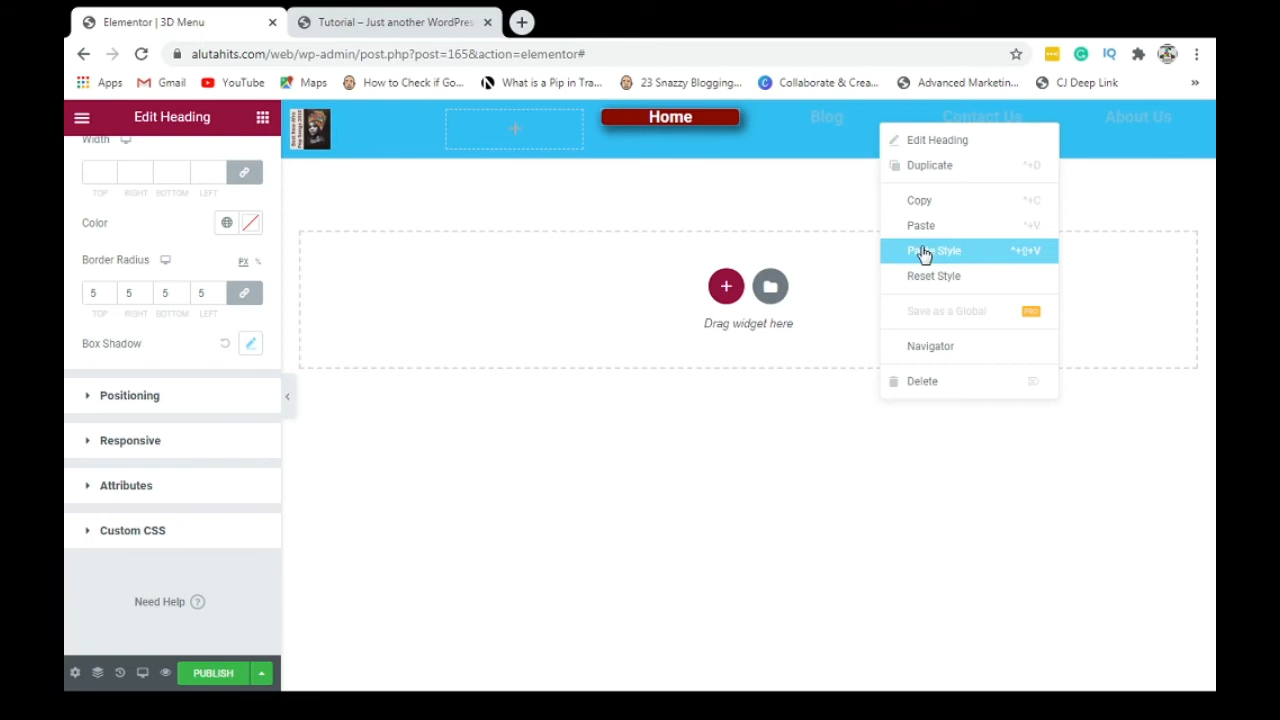 Elementor | 3D Menu
Tutorial – Just another WordPres
alutahits.com/web/wp-admin/post.php?post=165&action=elementor#
Apps
Gmail
YouTube
Maps
How to Check if Go...
What is a Pip in Tra...
23 Snazzy Blogging...
Collaborate & Crea...
Advanced Marketin...
CJ Deep Link
»
Edit Heading
Home
Blog
Contact Us
About Us
Width
TOP RIGHT BOTTOM LEFT
Color
Border Radius
PX %
5 5 5 5
TOP RIGHT BOTTOM LEFT
Box Shadow
Positioning
Responsive
Attributes
Custom CSS
Need Help ?
PUBLISH
Drag widget here
Edit Heading
Duplicate ^+D
Copy ^+C
Paste ^+V
Style ^+⇧+V
Reset Style
Save as a Global PRO
Navigator
Delete